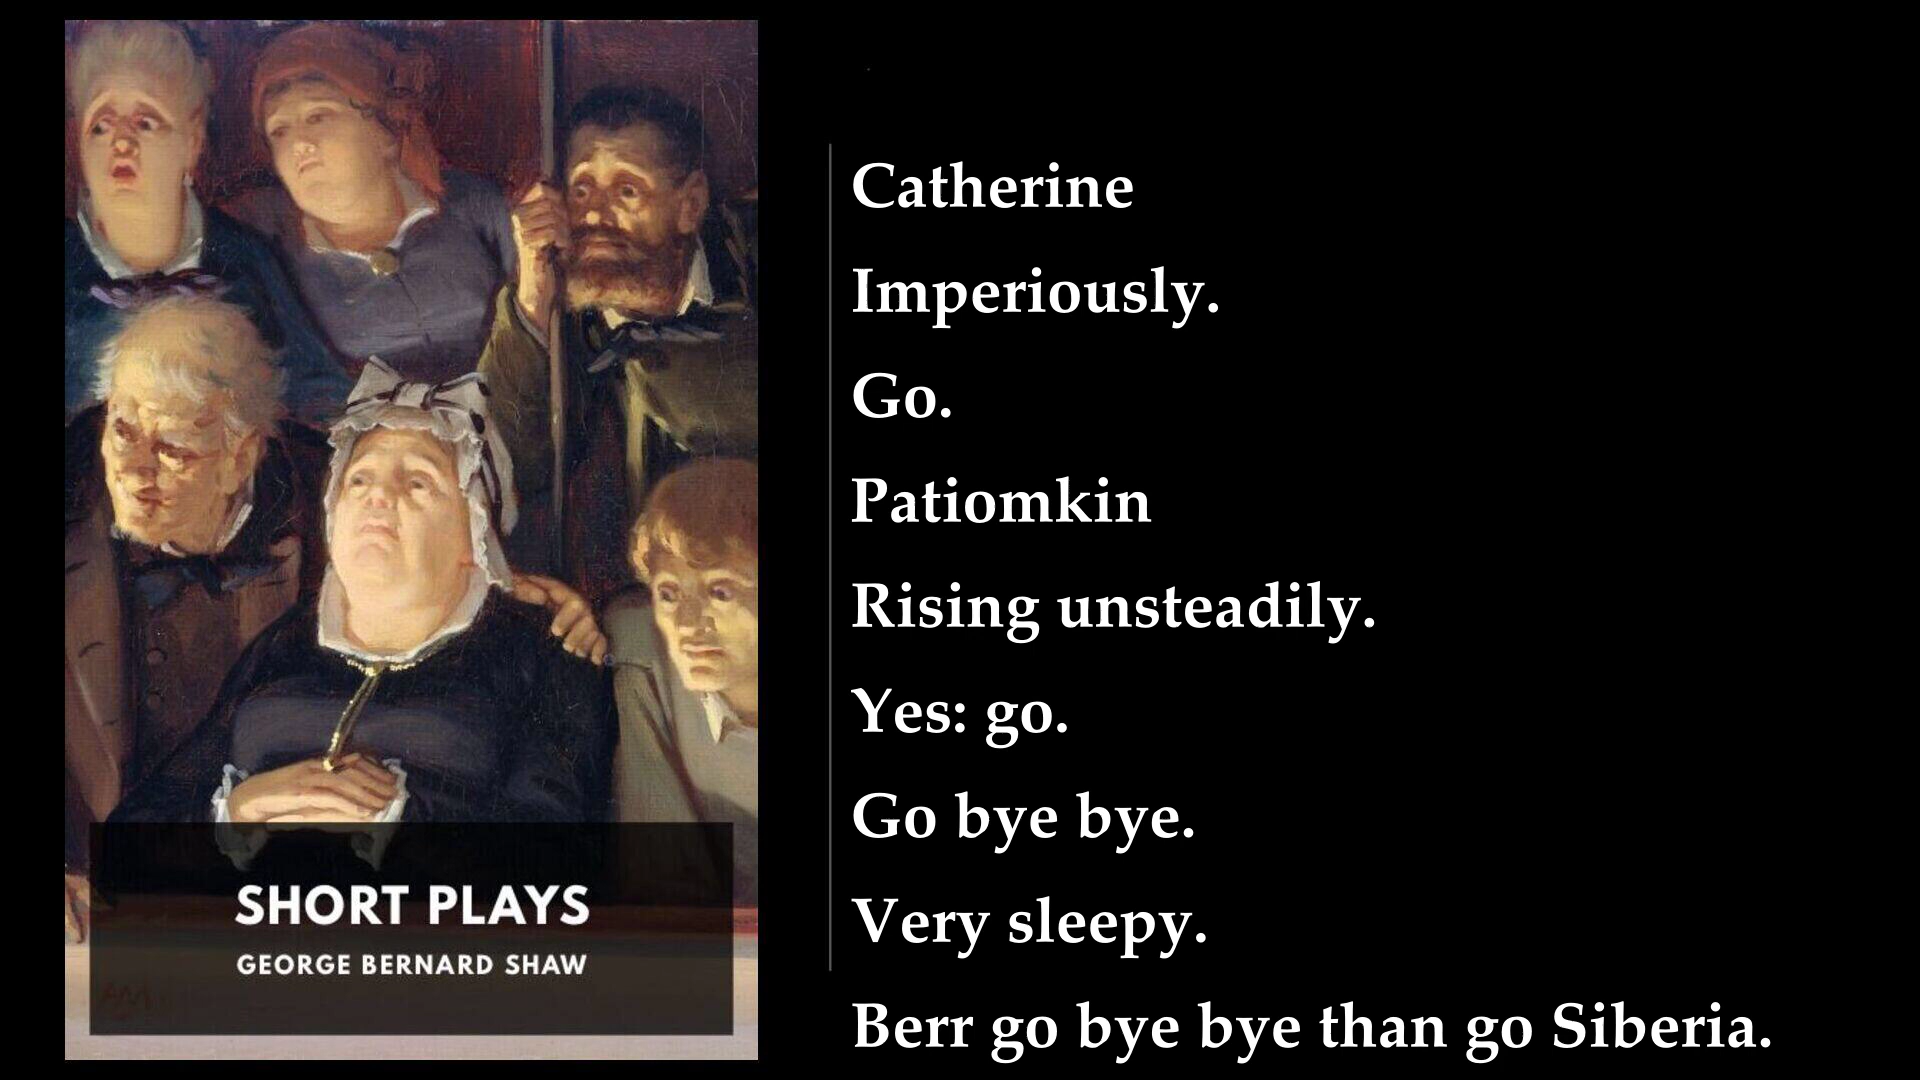 SHORT PLAYS
GEORGE BERNARD SHAW
Catherine
Imperiously.
Go.
Patiomkin
Rising unsteadily.
Yes: go.
Go bye bye.
Very sleepy.
Berr go bye bye than go Siberia.